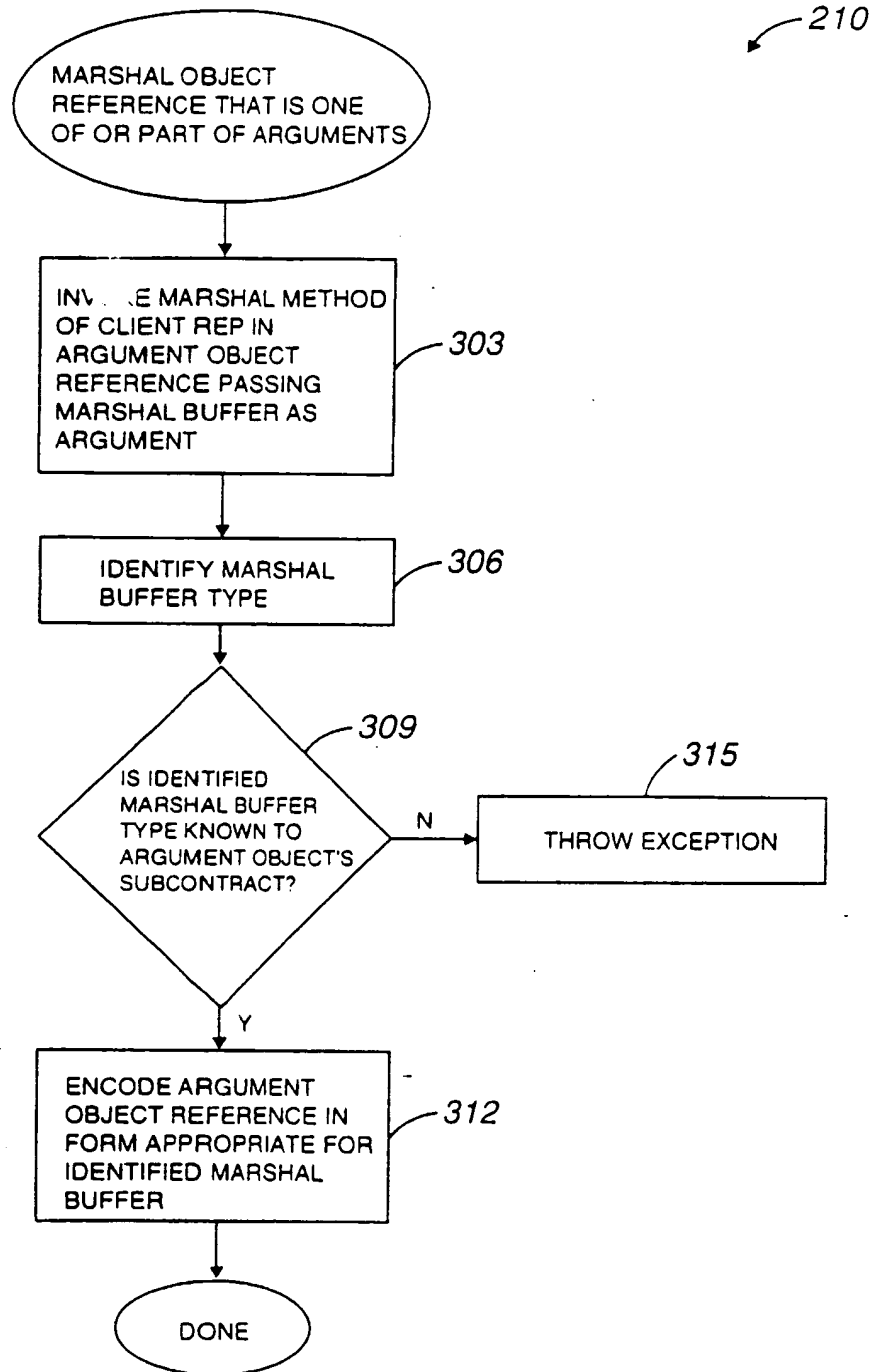 210
MARSHAL OBJECT
REFERENCE THAT IS ONE
OF OR PART OF ARGUMENTS
MARSHAL METHOD
OF CLIENT REP IN
ARGUMENT OBJECT
REFERENCE PASSING
MARSHAL BUFFER AS
ARGUMENT
303
IDENTIFY MARSHAL
BUFFER TYPE
306
309
IS IDENTIFIED
MARSHAL BUFFER
TYPE KNOWN TO
ARGUMENT OBJECT'S
SUBCONTRACT?
N
315
THROW EXCEPTION
Y
ENCODE ARGUMENT
OBJECT REFERENCE IN
FORM APPROPRIATE FOR
IDENTIFIED MARSHAL
BUFFER
312
DONE